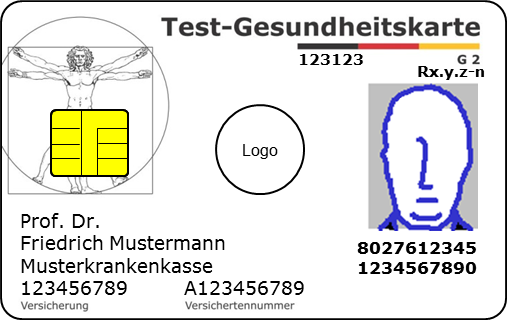 Test-Gesundheitskarte
123123
G 2
Rx.y.z-n
Logo
Prof. Dr.
Friedrich Mustermann
Musterkrankenkasse
123456789 A123456789
Versicherung Versichertennummer
8027612345
1234567890